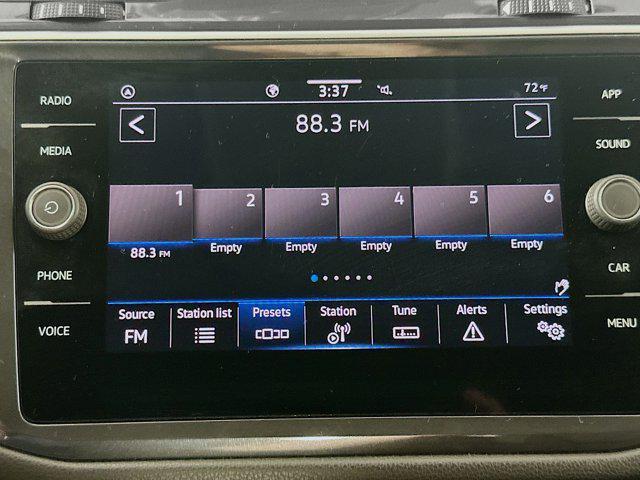 RADIO
MEDIA
PHONE
VOICE
3:37
72°F
88.3 FM
1
2
3
4
5
6
88.3 FM
Empty
Empty
Empty
Empty
Empty
Source
FM
Station list
Presets
Station
Tune
Alerts
Settings
APP
SOUND
CAR
MENU